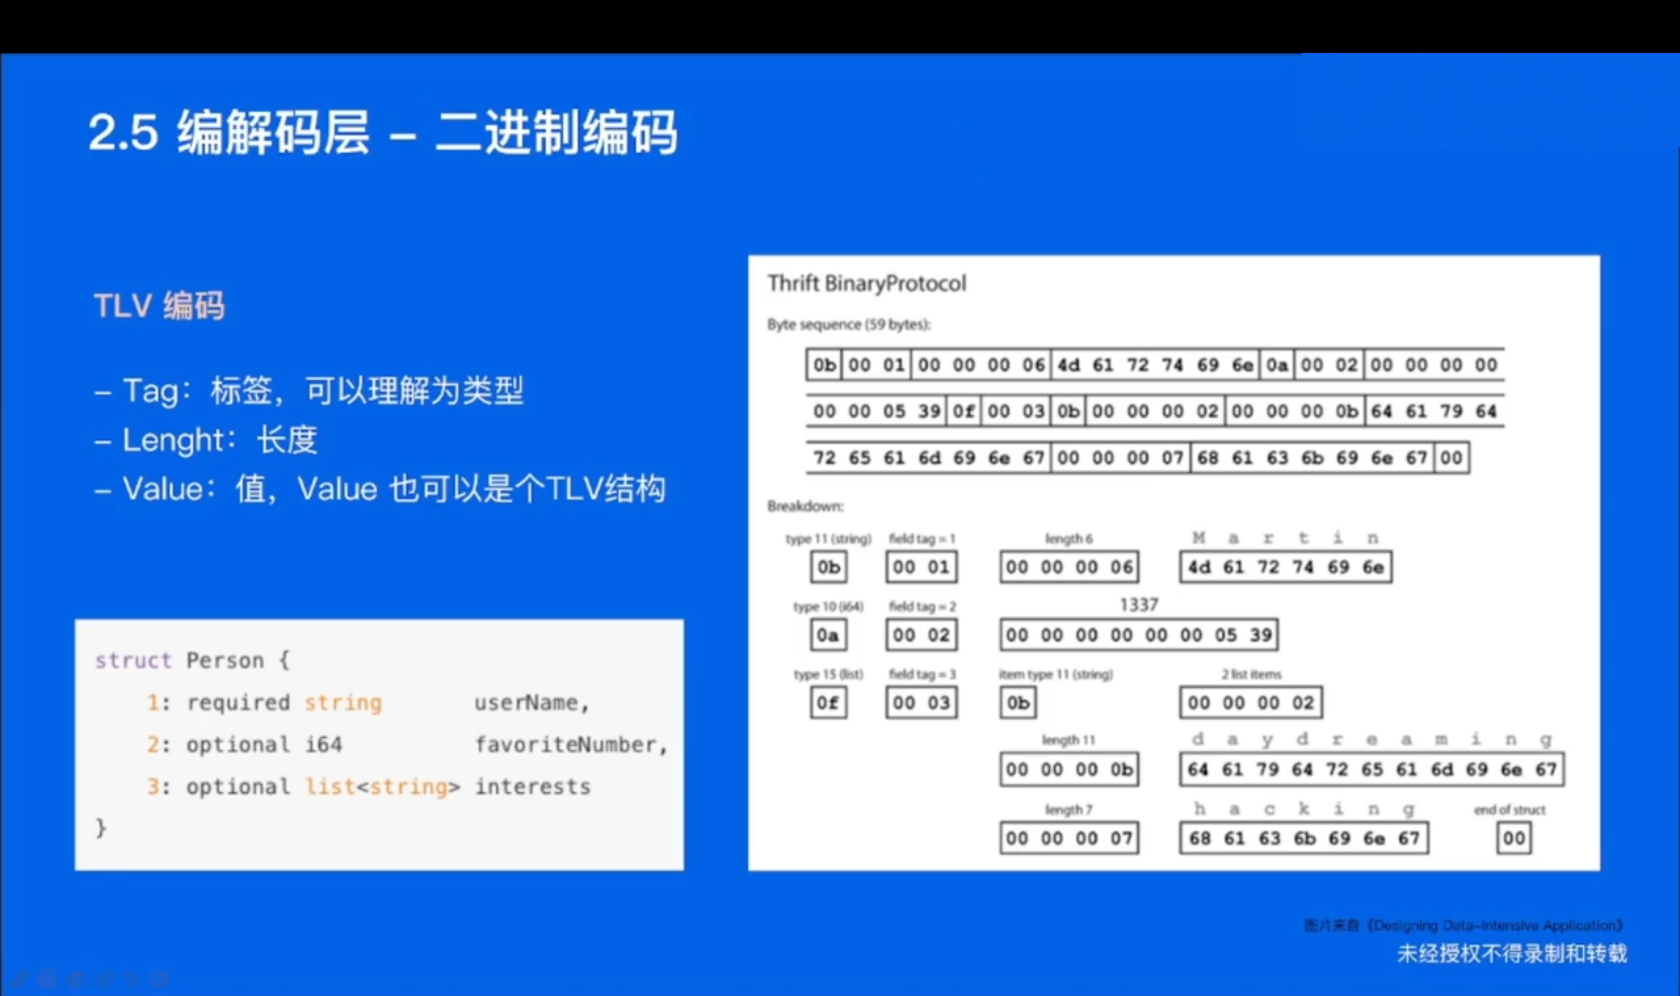 2.5 编解码层 – 二进制编码
TLV 编码
– Tag：标签，可以理解为类型
– Lenght：长度
– Value：值，Value 也可以是个TLV结构
struct Person {
1: required string userName,
2: optional i64 favoriteNumber,
3: optional list<string> interests
}
Thrift BinaryProtocol
Byte sequence (59 bytes):
0b 00 01 00 00 00 06 4d 61 72 74 69 6e 0a 00 02 00 00 00 00
00 00 05 39 0f 00 03 0b 00 00 00 02 00 00 00 0b 64 61 79 64
72 65 61 6d 69 6e 67 00 00 00 07 68 61 63 6b 69 6e 67 00
Breakdown:
type 11 (string) field tag = 1 length 6 M a r t i n
0b 00 01 00 00 00 06 4d 61 72 74 69 6e
type 10 (i64) field tag = 2 1337
0a 00 02 00 00 00 00 00 00 05 39
type 15 (list) field tag = 3 item type 11 (string) 2 list items
0f 00 03 0b 00 00 00 02
length 11 d a y d r e a m i n g
00 00 00 0b 64 61 79 64 72 65 61 6d 69 6e 67
length 7 h a c k i n g end of struct
00 00 00 07 68 61 63 6b 69 6e 67 00
图片来自《Designing Data-Intensive Application》
未经授权不得录制和转载